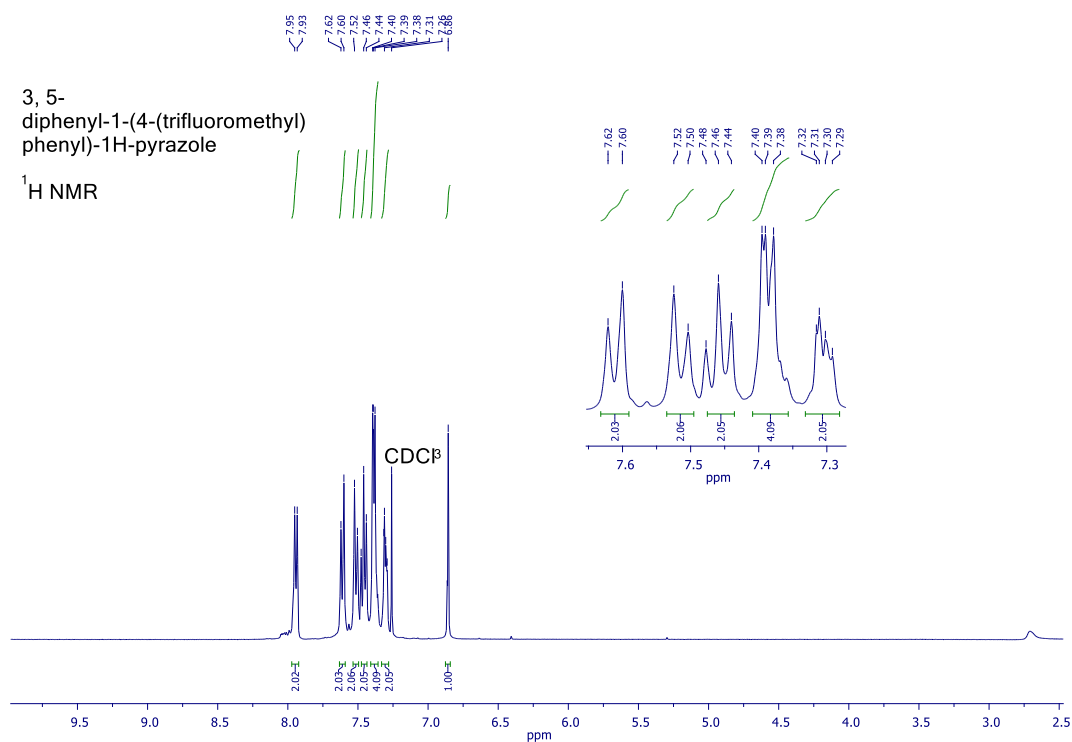 7.95 7.93 7.62 7.60 7.52 7.46 7.44 7.40 7.39 7.38 7.31 7.26 6.86
3, 5-
diphenyl-1-(4-(trifluoromethyl)
phenyl)-1H-pyrazole
1H NMR
7.62 7.60 7.52 7.50 7.48 7.46 7.44 7.40 7.39 7.38 7.32 7.31 7.30 7.29
2.03 2.06 2.05 4.09 2.05
7.6 7.5 7.4 7.3
ppm
CDCl3
2.02 2.03 2.06 2.05 4.09 2.05 1.00
9.5 9.0 8.5 8.0 7.5 7.0 6.5 6.0 5.5 5.0 4.5 4.0 3.5 3.0 2.5
ppm